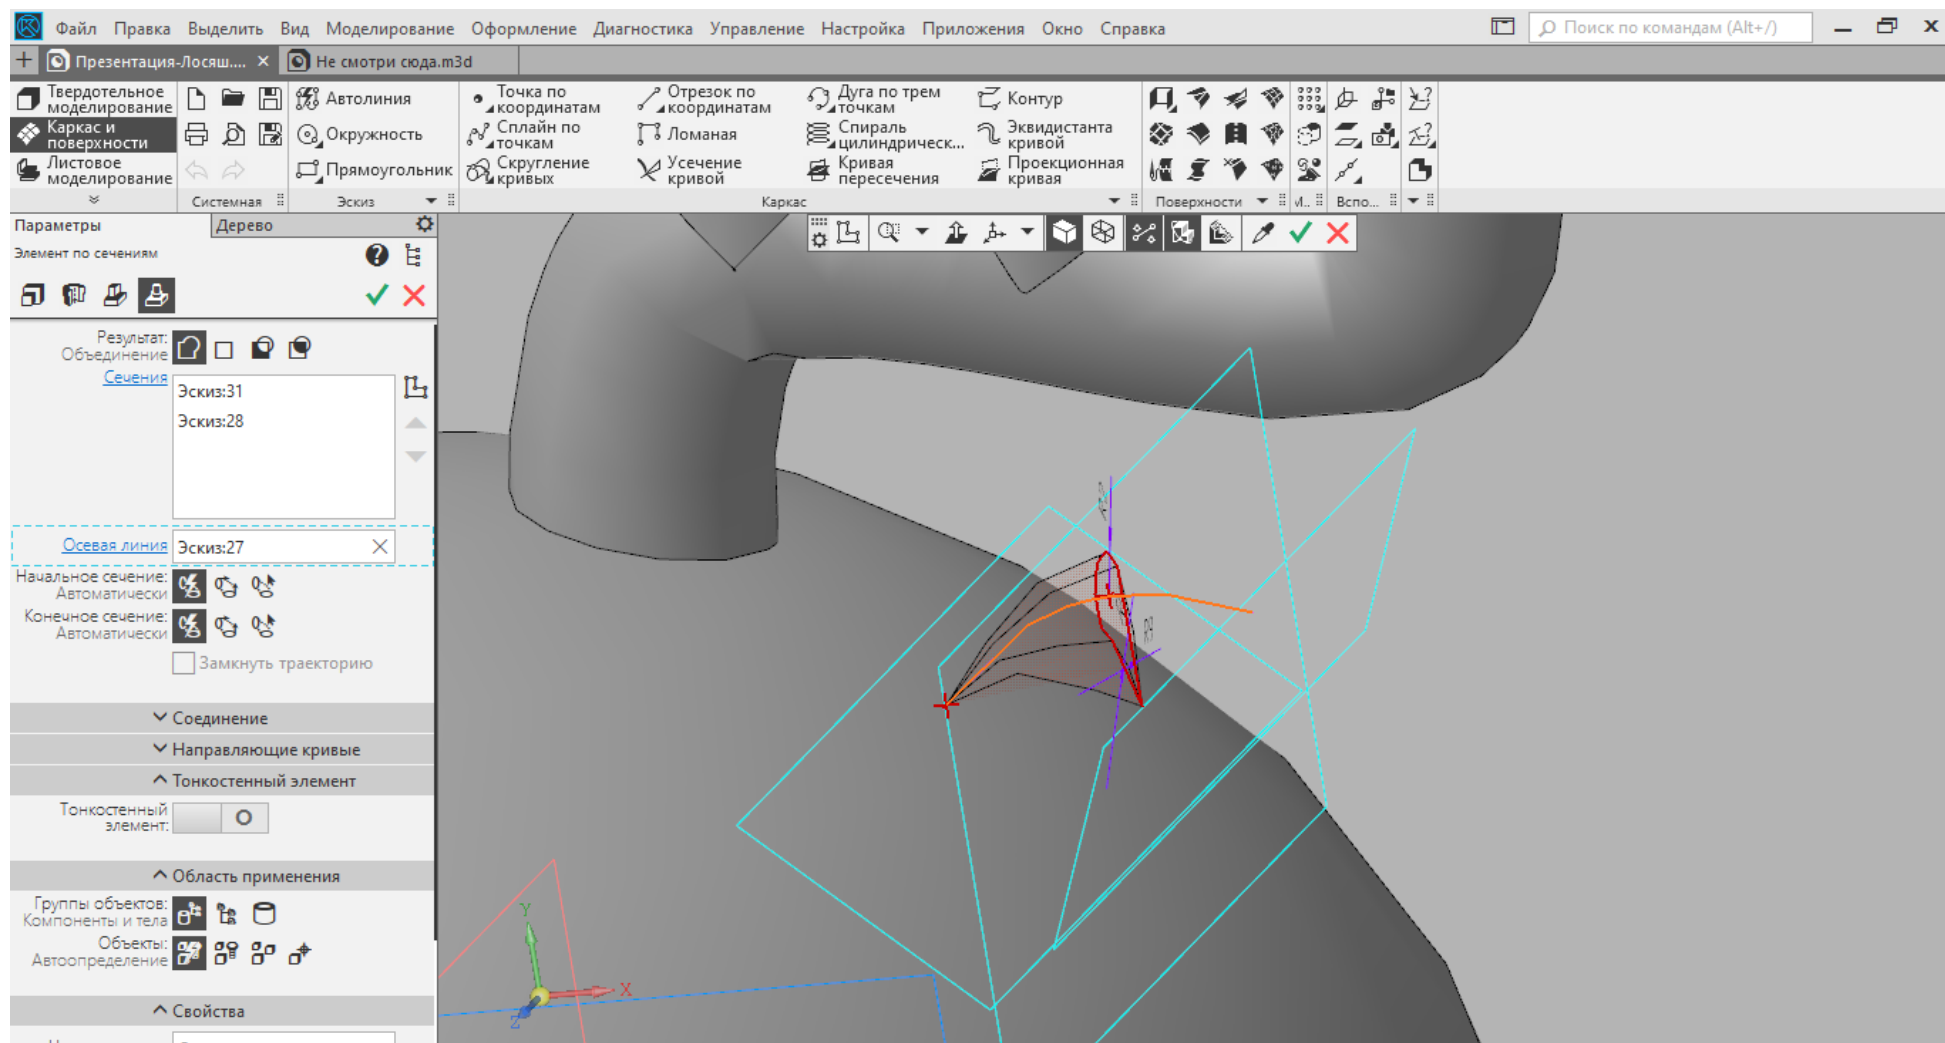 Файл Правка Выделить Вид Моделирование Оформление Диагностика Управление Настройка Приложения Окно Справка
Поиск по командам (Alt+/)
Презентация-Лосяш.... ×
Не смотри сюда.m3d
Твердотельное моделирование
Каркас и поверхности
Листовое моделирование
Системная
Автолиния
Окружность
Прямоугольник
Эскиз
Точка по координатам
Сплайн по точкам
Скругление кривых
Отрезок по координатам
Ломаная
Усечение кривой
Дуга по трем точкам
Спираль цилиндрическ...
Кривая пересечения
Контур
Эквидистанта кривой
Проекционная кривая
Каркас
Поверхности
И..
Вспо...
Параметры
Дерево
Элемент по сечениям
Результат:
Объединение
Сечения
Эскиз:31
Эскиз:28
Осевая линия
Эскиз:27
Начальное сечение:
Автоматически
Конечное сечение:
Автоматически
Замкнуть траекторию
Соединение
Направляющие кривые
Тонкостенный элемент
Тонкостенный
элемент:
Область применения
Группы объектов:
Компоненты и тела
Объекты:
Автоопределение
Свойства
R9
Y
X
Z